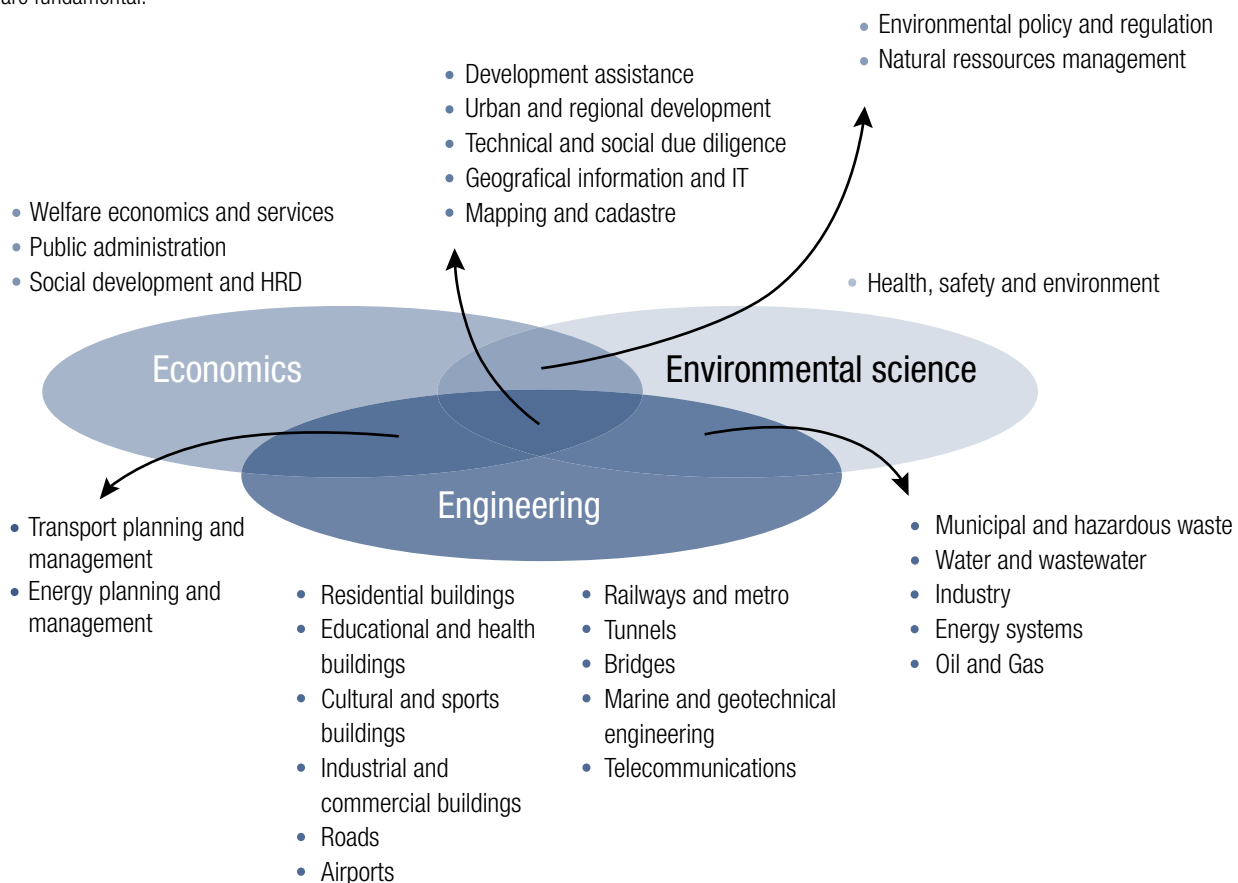 are fundamental.
• Environmental policy and regulation
• Natural ressources management
• Development assistance
• Urban and regional development
• Technical and social due diligence
• Geografical information and IT
• Mapping and cadastre
• Welfare economics and services
• Public administration
• Social development and HRD
• Health, safety and environment
Economics
Environmental science
Engineering
• Transport planning and
management
• Energy planning and
management
• Residential buildings
• Educational and health
buildings
• Cultural and sports
buildings
• Industrial and
commercial buildings
• Roads
• Airports
• Railways and metro
• Tunnels
• Bridges
• Marine and geotechnical
engineering
• Telecommunications
• Municipal and hazardous waste
• Water and wastewater
• Industry
• Energy systems
• Oil and Gas